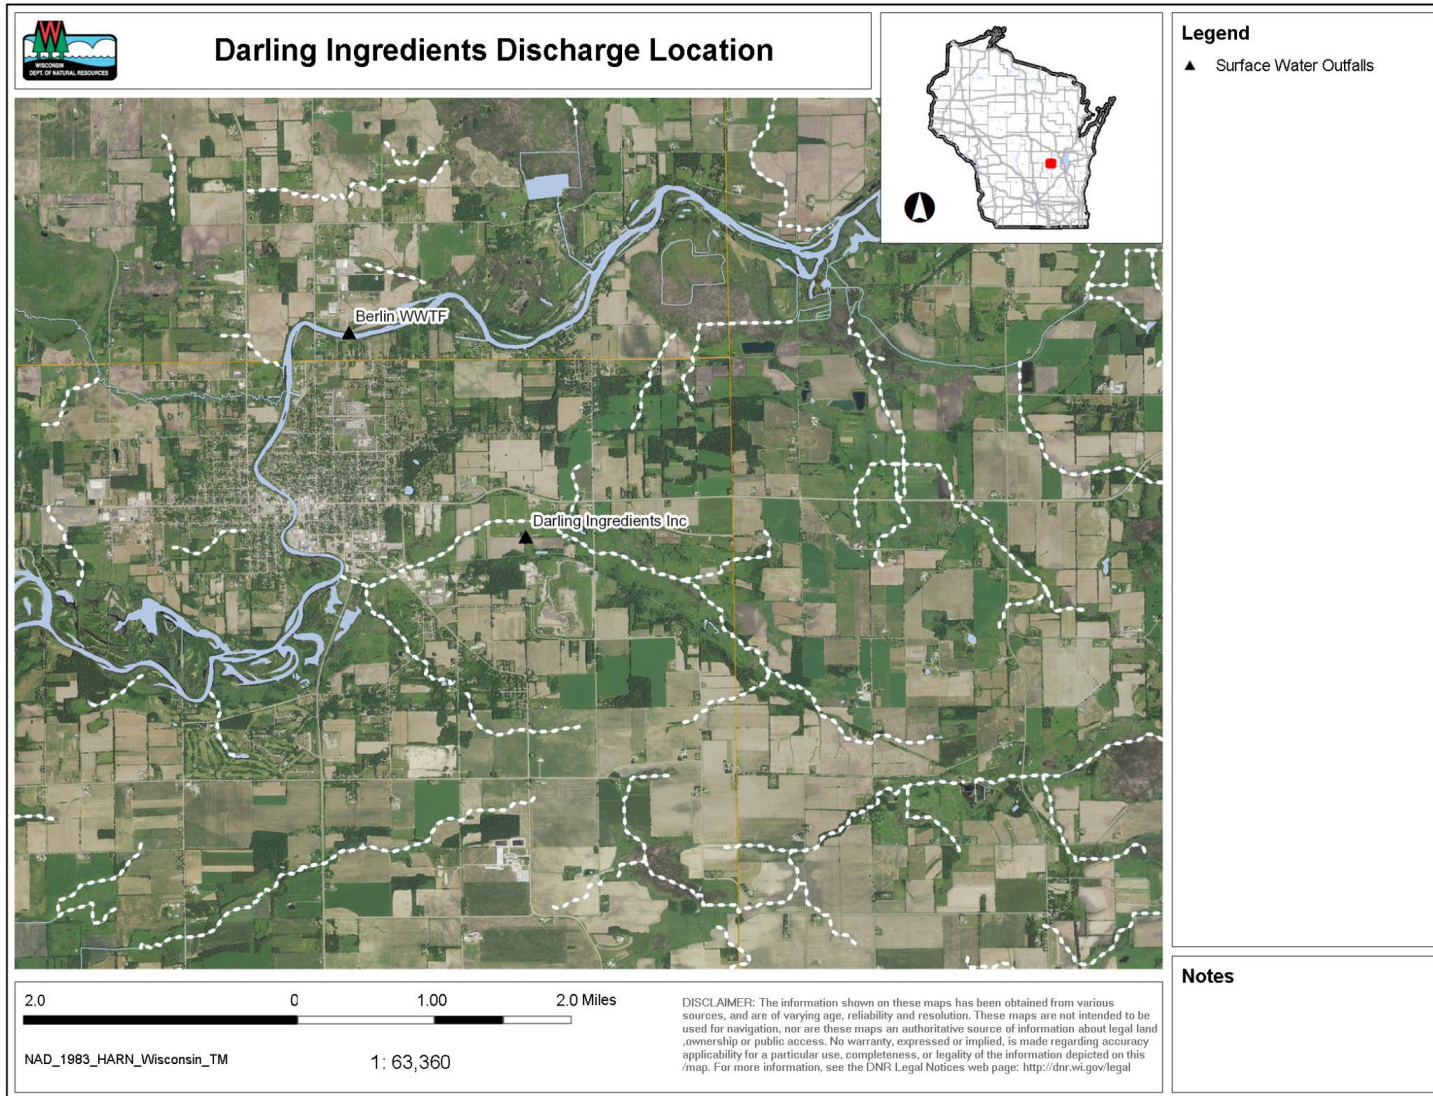 WISCONSIN
DEPT. OF NATURAL RESOURCES
Darling Ingredients Discharge Location
Legend
Surface Water Outfalls
Berlin WWTF
Darling Ingredients Inc
Notes
2.0 0 1.00 2.0 Miles
NAD_1983_HARN_Wisconsin_TM
1: 63,360
DISCLAIMER: The information shown on these maps has been obtained from various
sources, and are of varying age, reliability and resolution. These maps are not intended to be
used for navigation, nor are these maps an authoritative source of information about legal land
,ownership or public access. No warranty, expressed or implied, is made regarding accuracy
applicability for a particular use, completeness, or legality of the information depicted on this
/map. For more information, see the DNR Legal Notices web page: http://dnr.wi.gov/legal